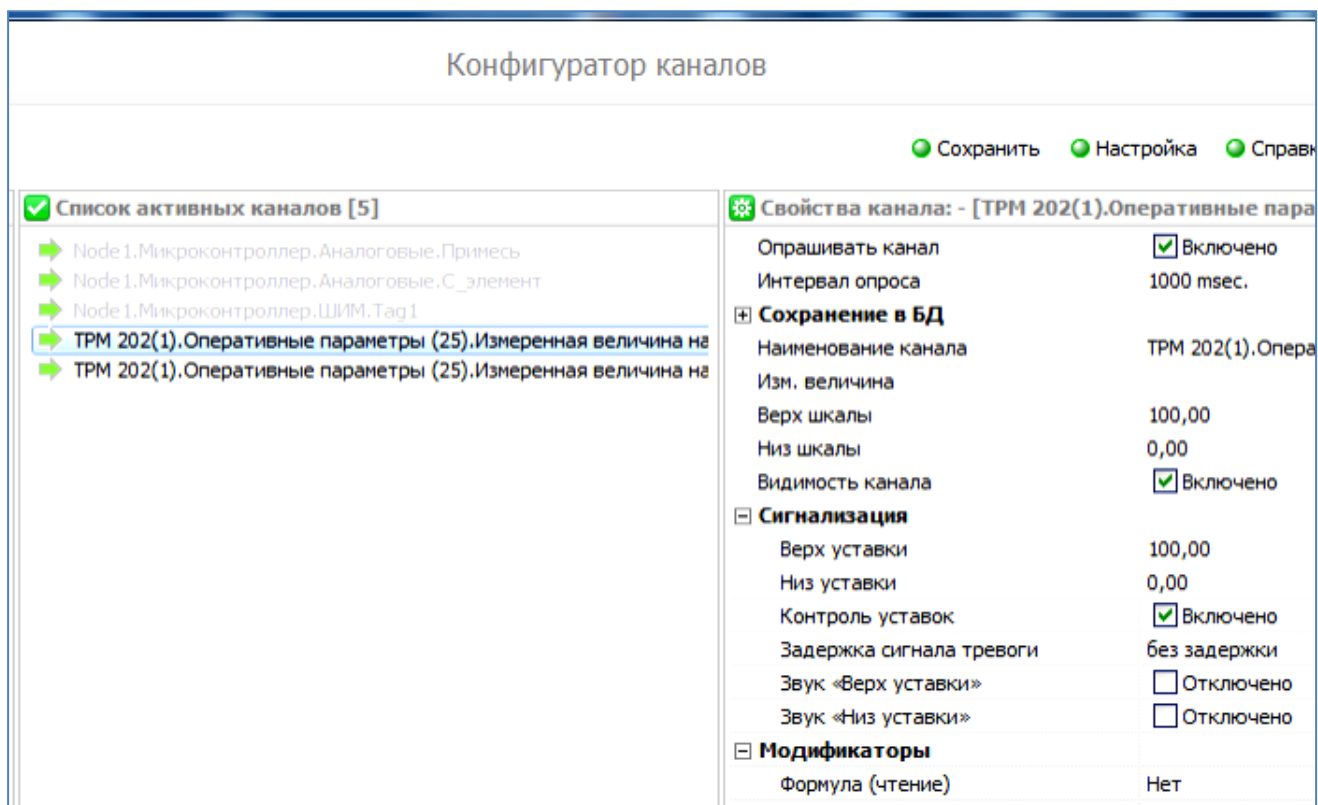 Конфигуратор каналов
Сохранить Настройка Справк
Список активных каналов [5]
Node1.Микроконтроллер.Аналоговые.Примесь
Node1.Микроконтроллер.Аналоговые.С_элемент
Node1.Микроконтроллер.ШИМ.Tag1
ТРМ 202(1).Оперативные параметры (25).Измеренная величина на
ТРМ 202(1).Оперативные параметры (25).Измеренная величина на
Свойства канала: - [ТРМ 202(1).Оперативные пара
Опрашивать канал Включено
Интервал опроса 1000 msec.
Сохранение в БД
Наименование канала ТРМ 202(1).Опера
Изм. величина
Верх шкалы 100,00
Низ шкалы 0,00
Видимость канала Включено
Сигнализация
Верх уставки 100,00
Низ уставки 0,00
Контроль уставок Включено
Задержка сигнала тревоги без задержки
Звук «Верх уставки» Отключено
Звук «Низ уставки» Отключено
Модификаторы
Формула (чтение) Нет